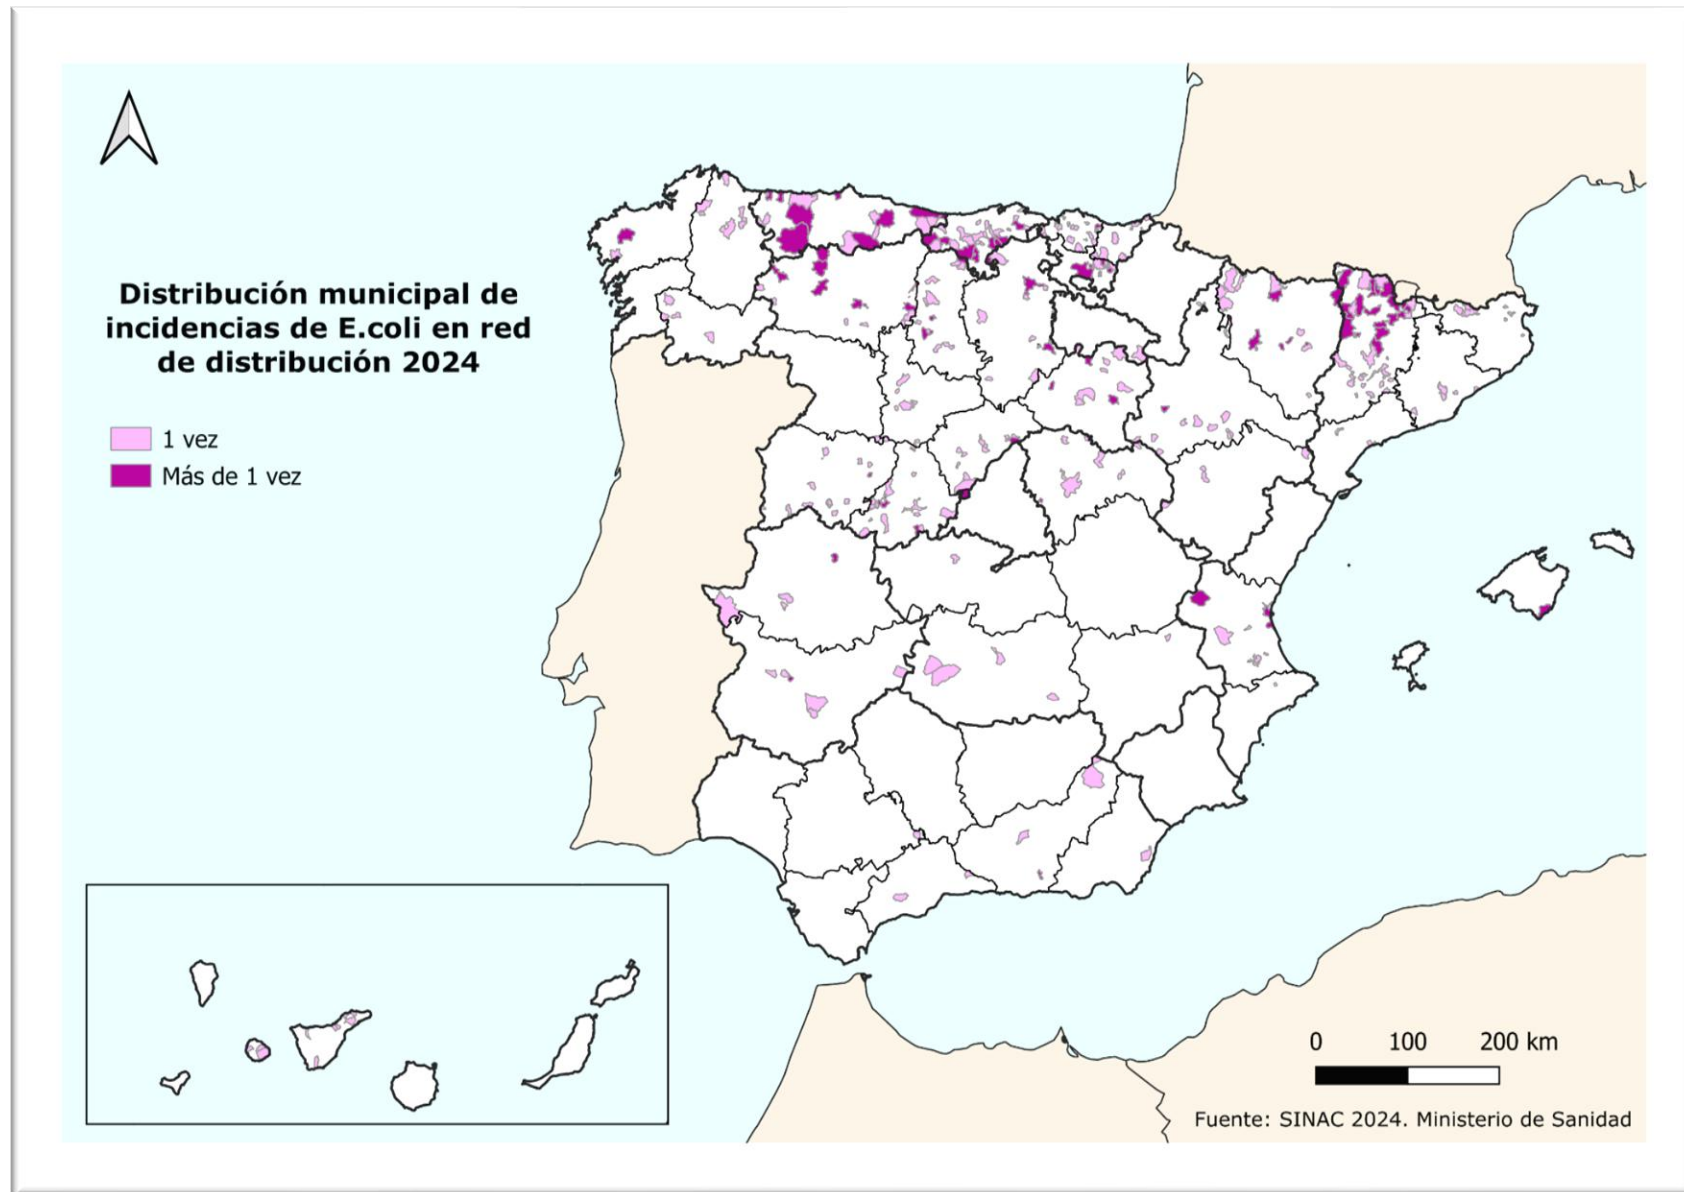 Distribución municipal de
incidencias de E.coli en red
de distribución 2024
1 vez
Más de 1 vez
0 100 200 km
Fuente: SINAC 2024. Ministerio de Sanidad